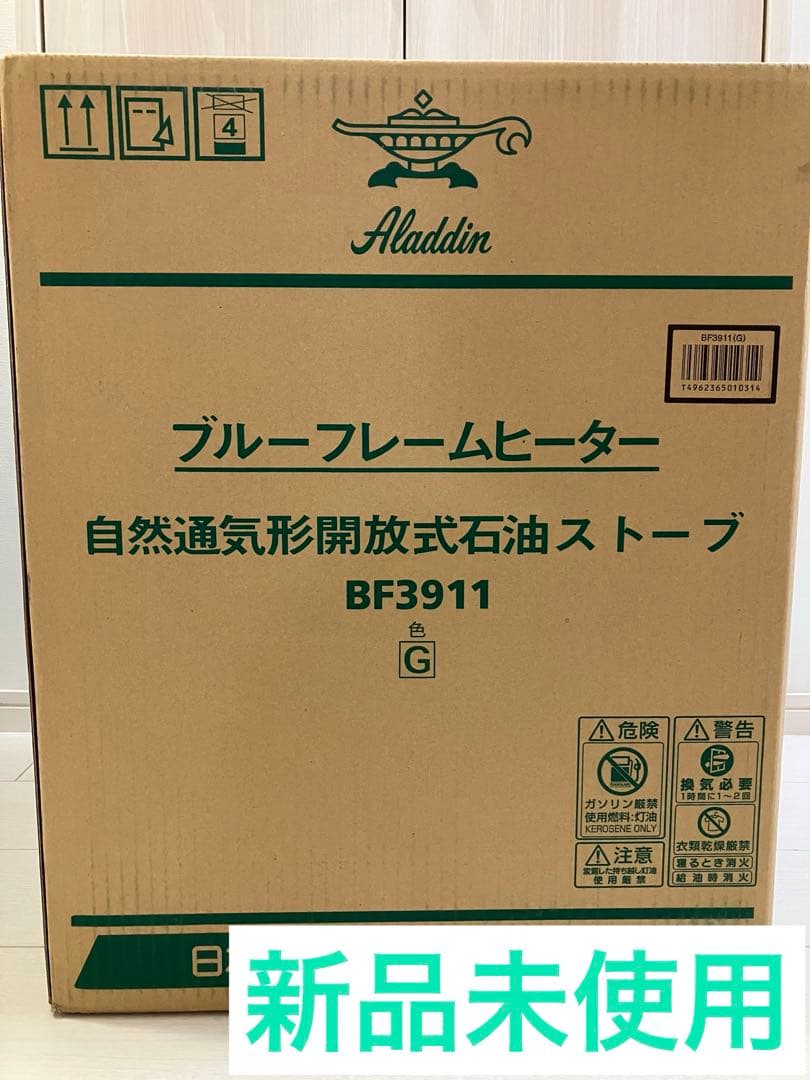 4
Aladdin
BF3911(G)
T4962365010314
ブルーフレームヒーター
自然通気形開放式石油ストーブ
BF3911
色
G
危険
ガソリン厳禁
使用燃料:灯油
KEROSENE ONLY
注意
変質した持ち越し灯油
使用厳禁
警告
換気必要
1時間に1〜2回
衣類乾燥厳禁
寝るとき消火
給油時消火
日
新品未使用